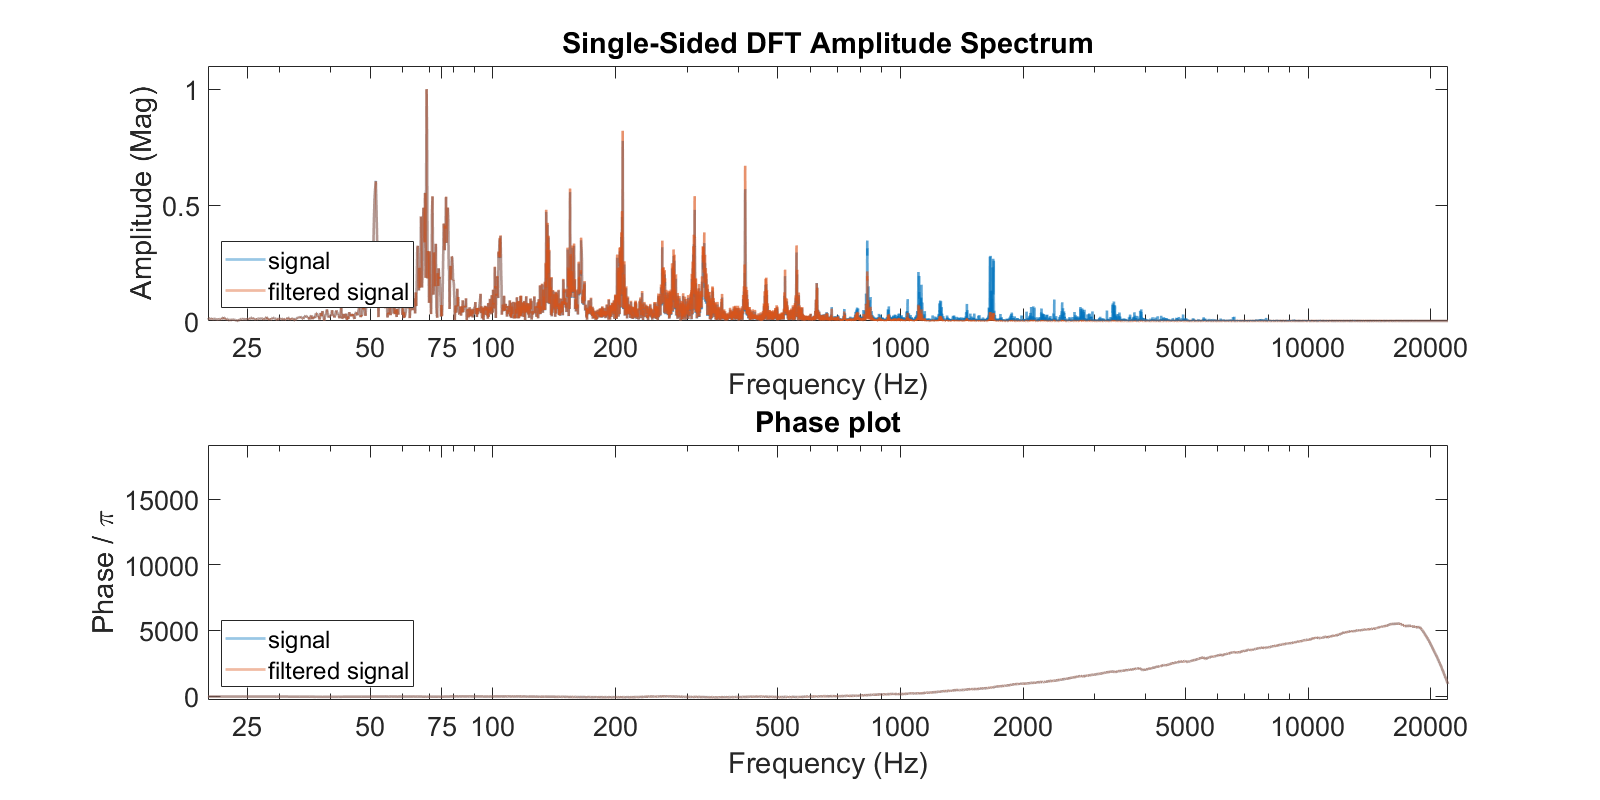 Single-Sided DFT Amplitude Spectrum
Amplitude (Mag)
1
0.5
0
signal
filtered signal
25 50 75 100 200 500 1000 2000 5000 10000 20000
Frequency (Hz)
Phase plot
Phase / π
15000
10000
5000
0
signal
filtered signal
25 50 75 100 200 500 1000 2000 5000 10000 20000
Frequency (Hz)